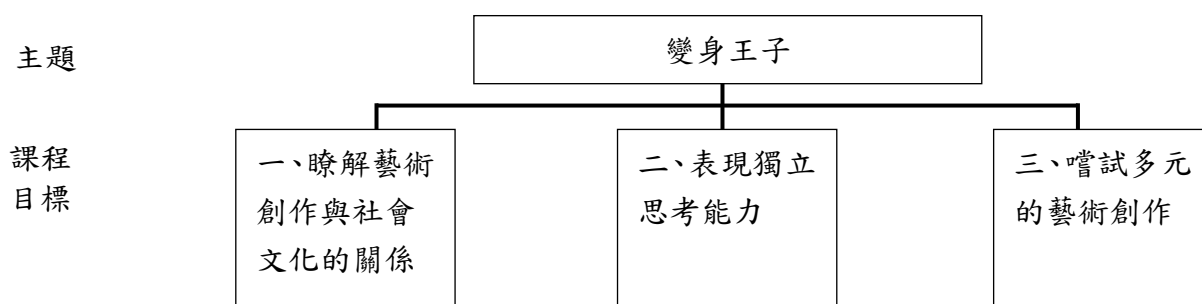 主題
變身王子
課程
目標
一、瞭解藝術
創作與社會
文化的關係
二、表現獨立
思考能力
三、嚐試多元
的藝術創作